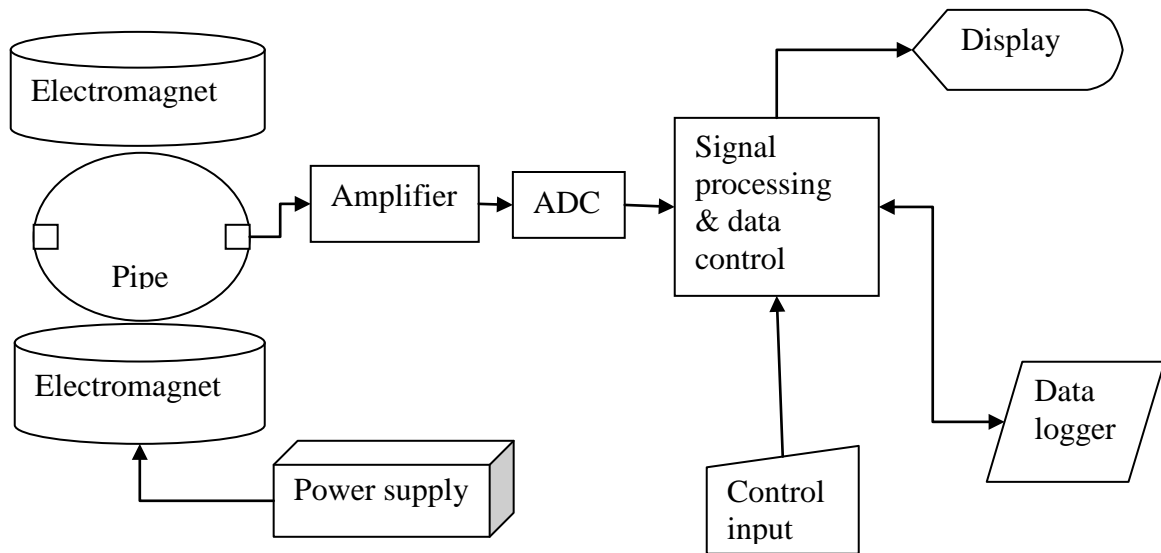 Display
Electromagnet
Signal
processing
& data
control
Amplifier
ADC
Pipe
Electromagnet
Data
logger
Power supply
Control
input